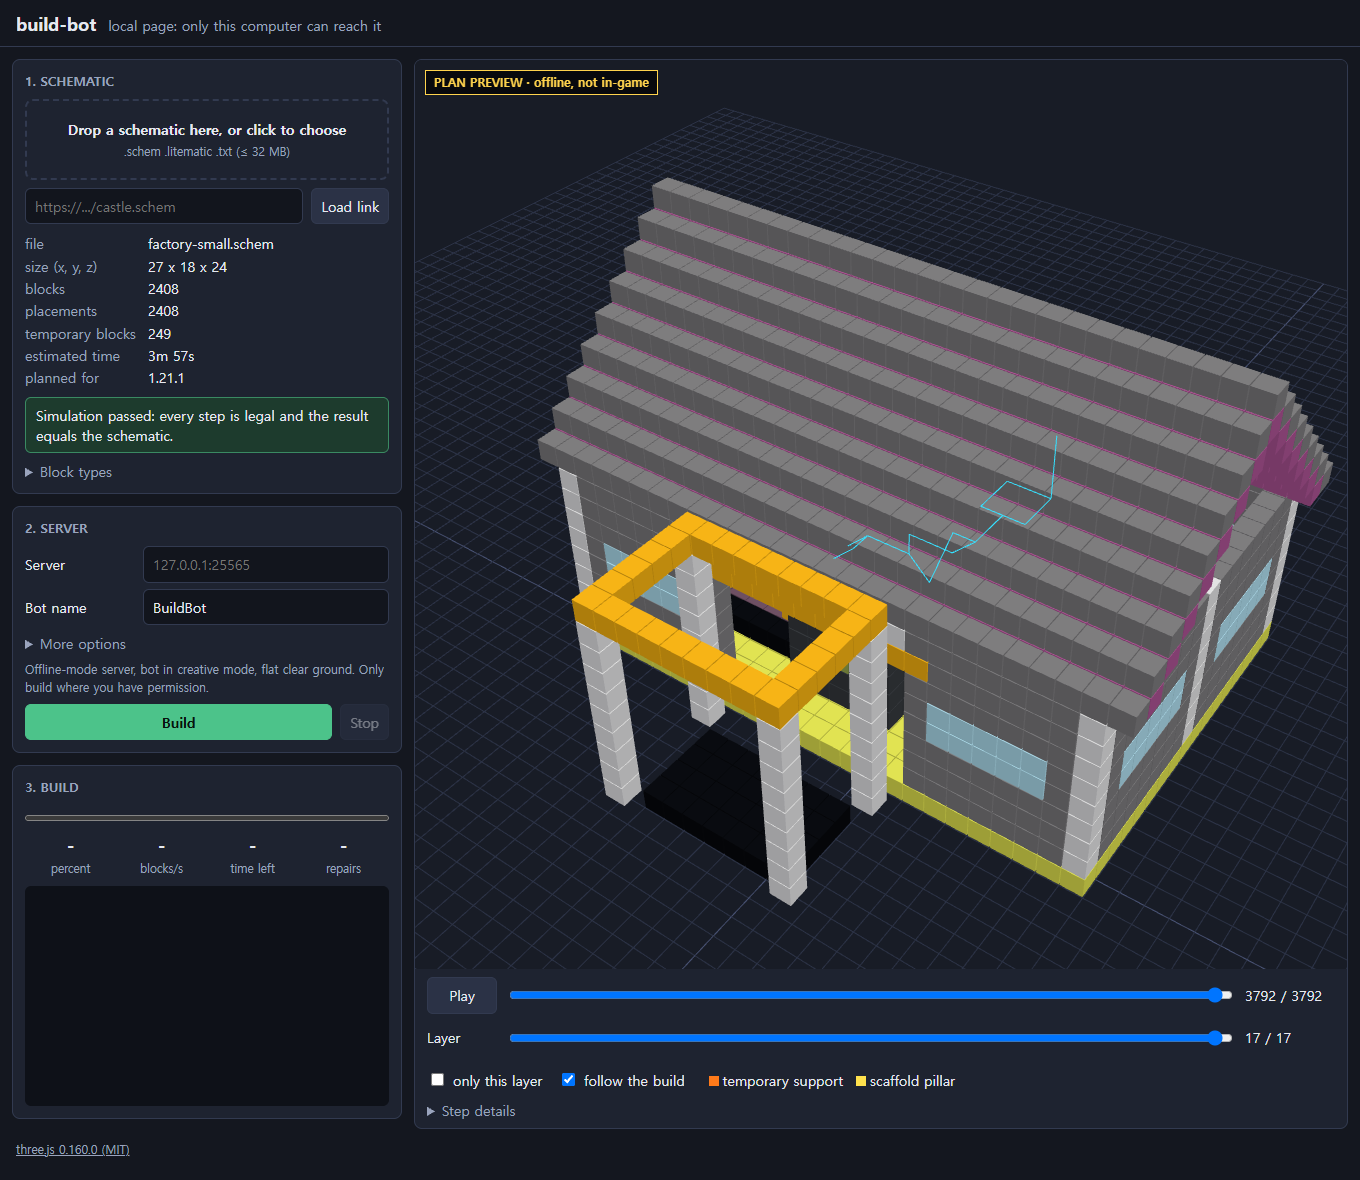 build-bot local page: only this computer can reach it
1. SCHEMATIC
Drop a schematic here, or click to choose
.schem .litematic .txt (≤ 32 MB)
https://.../castle.schem
Load link
file factory-small.schem
size (x, y, z) 27 x 18 x 24
blocks 2408
placements 2408
temporary blocks 249
estimated time 3m 57s
planned for 1.21.1
Simulation passed: every step is legal and the result
equals the schematic.
▶ Block types
2. SERVER
Server 127.0.0.1:25565
Bot name BuildBot
▶ More options
Offline-mode server, bot in creative mode, flat clear ground. Only
build where you have permission.
Build
Stop
3. BUILD
- - - -
percent blocks/s time left repairs
PLAN PREVIEW · offline, not in-game
Play 3792 / 3792
Layer 17 / 17
only this layer follow the build temporary support scaffold pillar
▶ Step details
three.js 0.160.0 (MIT)